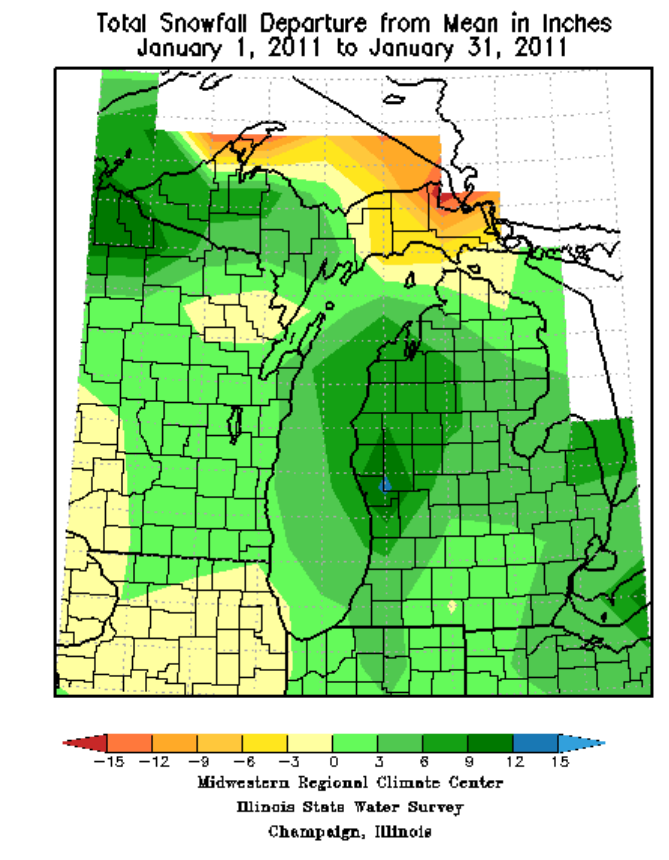 Total Snowfall Departure from Mean in Inches
January 1, 2011 to January 31, 2011
-15 -12 -9 -6 -3 0 3 6 9 12 15
Midwestern Regional Climate Center
Illinois State Water Survey
Champaign, Illinois